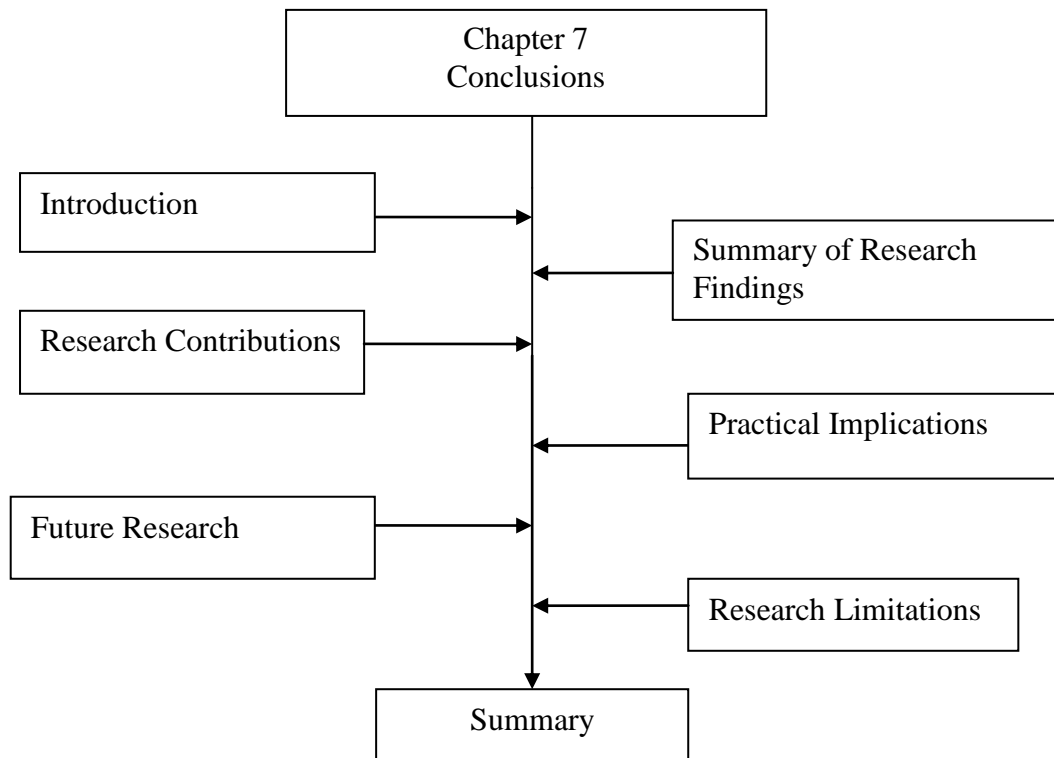 Chapter 7
Conclusions
Introduction
Summary of Research
Findings
Research Contributions
Practical Implications
Future Research
Research Limitations
Summary